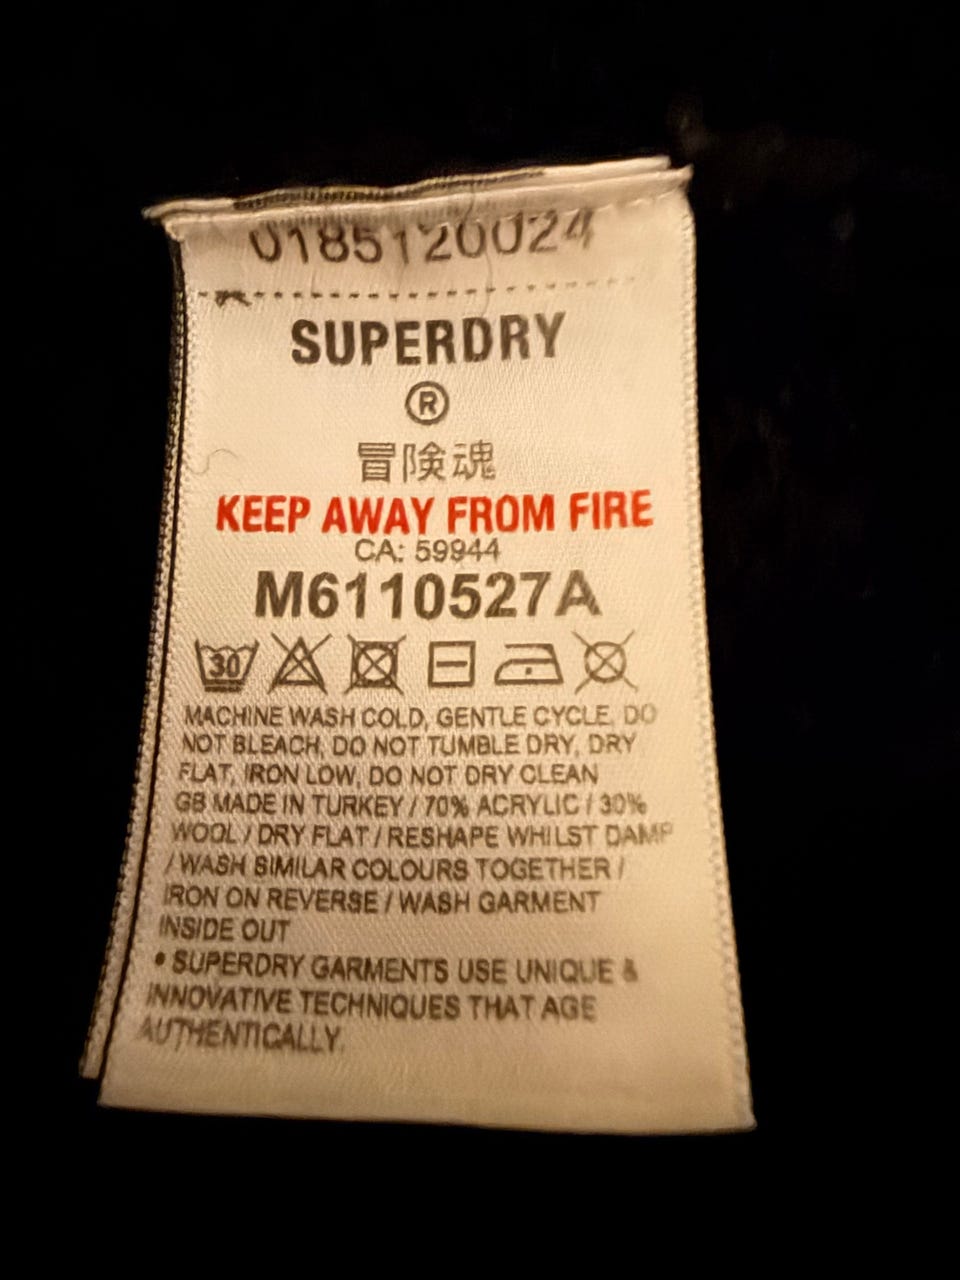 0185120024
SUPERDRY
®
冒険魂
KEEP AWAY FROM FIRE
CA: 59944
M6110527A
30
MACHINE WASH COLD, GENTLE CYCLE, DO
NOT BLEACH, DO NOT TUMBLE DRY, DRY
FLAT, IRON LOW, DO NOT DRY CLEAN
GB MADE IN TURKEY / 70% ACRYLIC / 30%
WOOL / DRY FLAT / RESHAPE WHILST DAMP
/ WASH SIMILAR COLOURS TOGETHER /
IRON ON REVERSE / WASH GARMENT
INSIDE OUT
• SUPERDRY GARMENTS USE UNIQUE &
INNOVATIVE TECHNIQUES THAT AGE
AUTHENTICALLY.